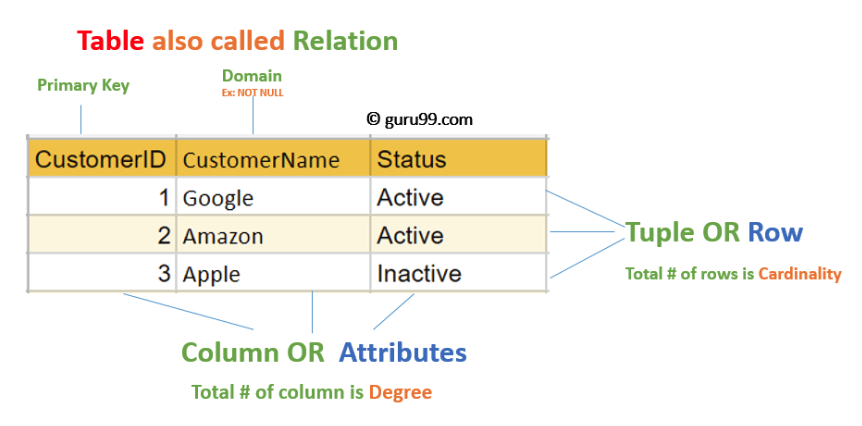 Table also called Relation
Primary Key
Domain
Ex: NOT NULL
© guru99.com
CustomerID CustomerName Status
1 Google Active
2 Amazon Active
3 Apple Inactive
Tuple OR Row
Total # of rows is Cardinality
Column OR Attributes
Total # of column is Degree